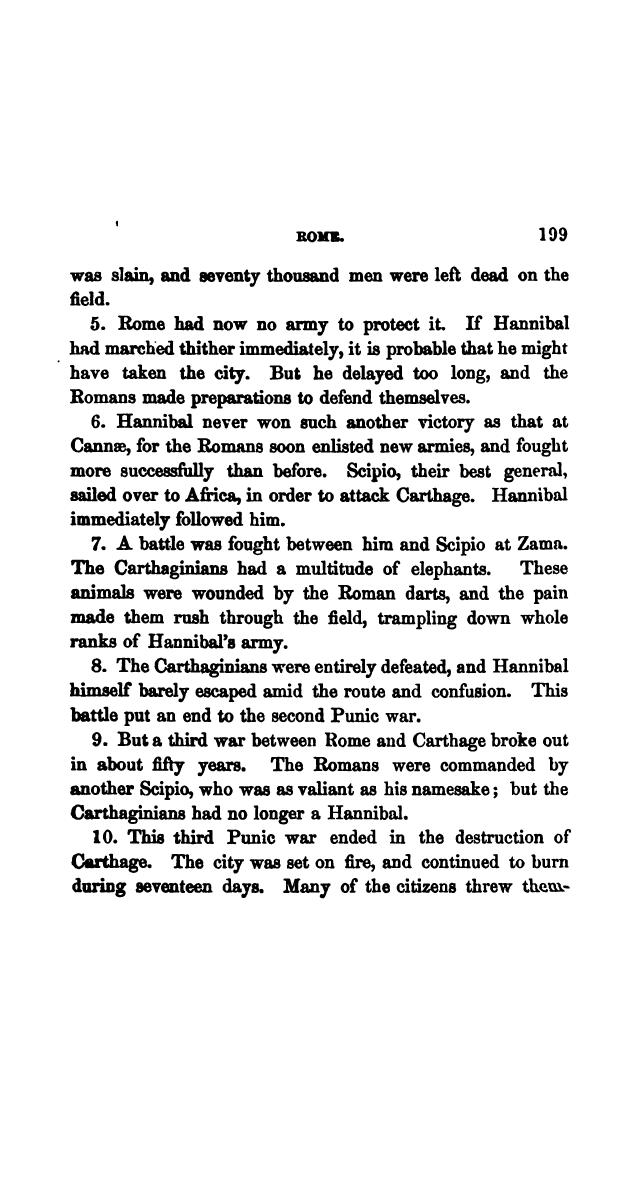 ROME. 199
was slain, and seventy thousand men were left dead on the
field.
5. Rome had now no army to protect it. If Hannibal
had marched thither immediately, it is probable that he might
have taken the city. But he delayed too long, and the
Romans made preparations to defend themselves.
6. Hannibal never won such another victory as that at
Cannæ, for the Romans soon enlisted new armies, and fought
more successfully than before. Scipio, their best general,
sailed over to Africa, in order to attack Carthage. Hannibal
immediately followed him.
7. A battle was fought between him and Scipio at Zama.
The Carthaginians had a multitude of elephants. These
animals were wounded by the Roman darts, and the pain
made them rush through the field, trampling down whole
ranks of Hannibal's army.
8. The Carthaginians were entirely defeated, and Hannibal
himself barely escaped amid the route and confusion. This
battle put an end to the second Punic war.
9. But a third war between Rome and Carthage broke out
in about fifty years. The Romans were commanded by
another Scipio, who was as valiant as his namesake; but the
Carthaginians had no longer a Hannibal.
10. This third Punic war ended in the destruction of
Carthage. The city was set on fire, and continued to burn
during seventeen days. Many of the citizens threw them-